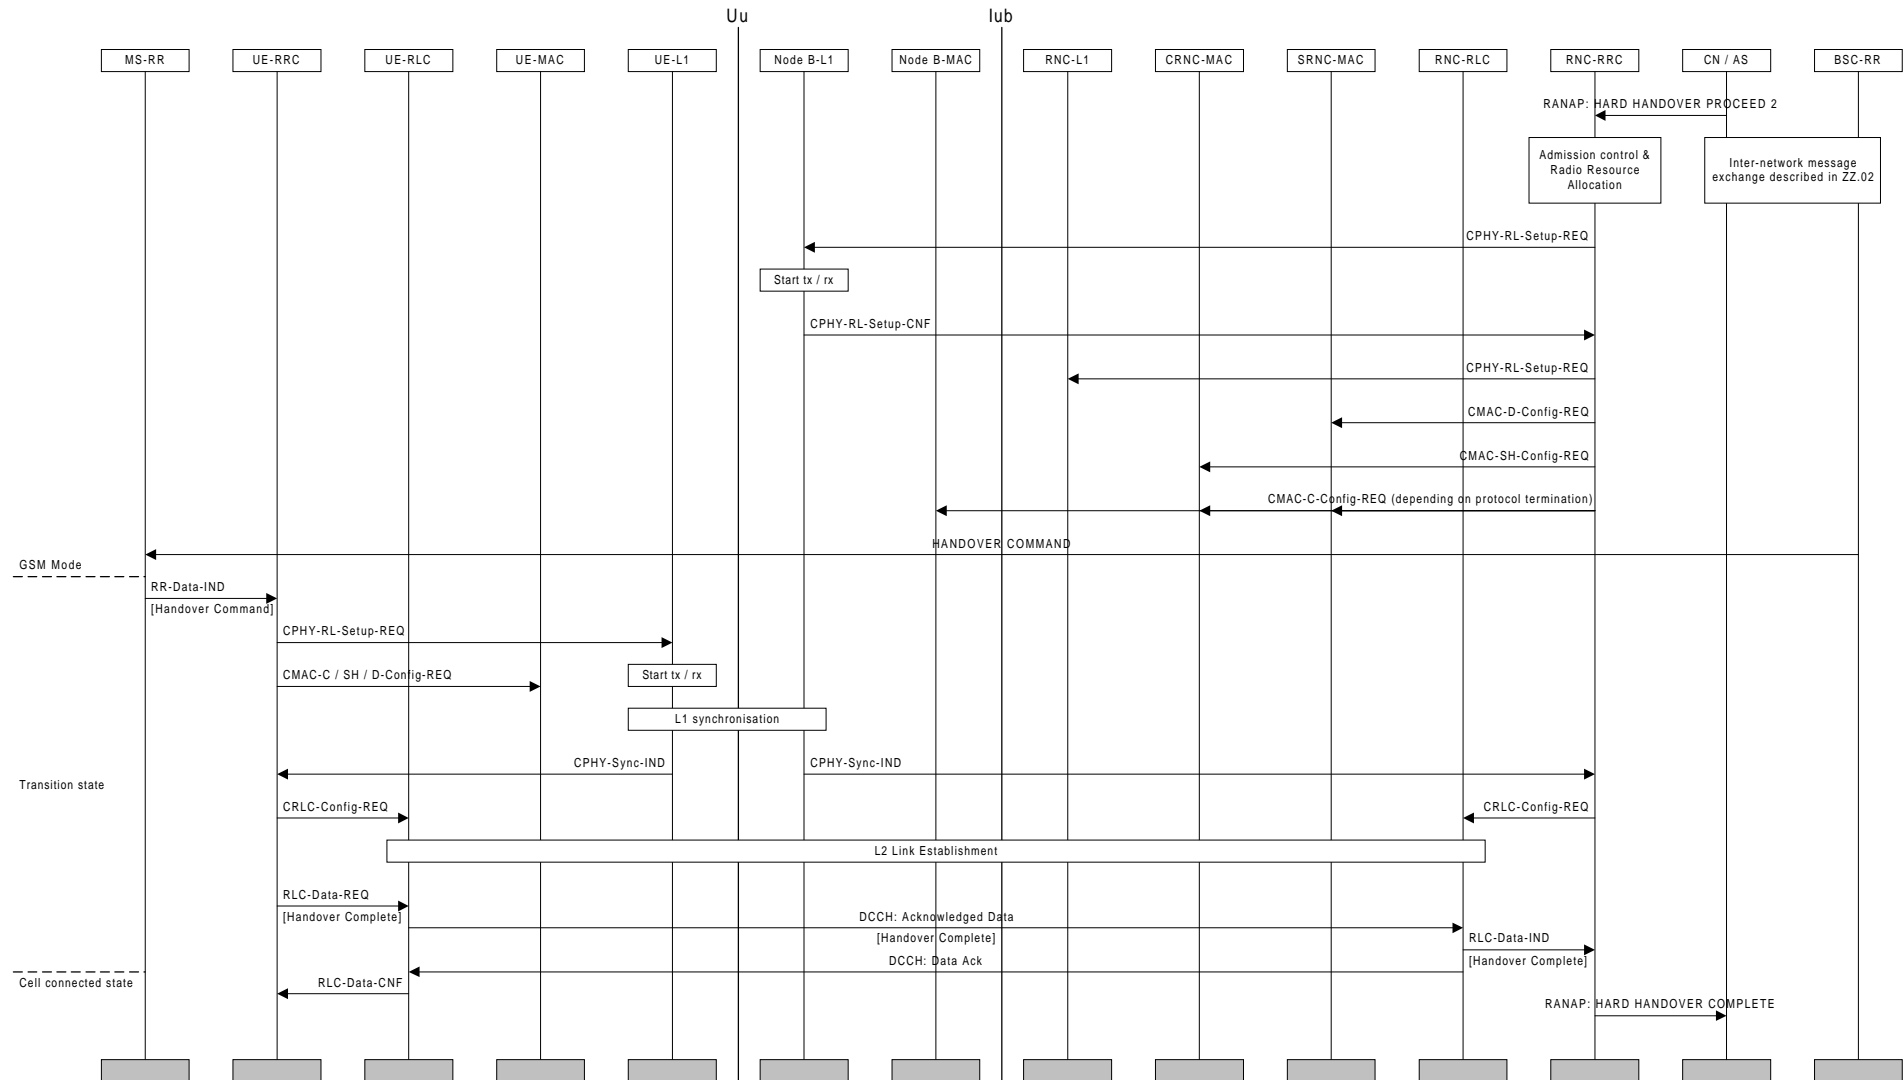 Uu
Iub
MS-RR
UE-RRC
UE-RLC
UE-MAC
UE-L1
Node B-L1
Node B-MAC
RNC-L1
CRNC-MAC
SRNC-MAC
RNC-RLC
RNC-RRC
CN / AS
BSC-RR
RANAP: HARD HANDOVER PROCEED 2
Admission control &
Radio Resource
Allocation
Inter-network message
exchange described in ZZ.02
CPHY-RL-Setup-REQ
Start tx / rx
CPHY-RL-Setup-CNF
CPHY-RL-Setup-REQ
CMAC-D-Config-REQ
CMAC-SH-Config-REQ
CMAC-C-Config-REQ (depending on protocol termination)
HANDOVER COMMAND
GSM Mode
RR-Data-IND
[Handover Command]
CPHY-RL-Setup-REQ
CMAC-C / SH / D-Config-REQ
Start tx / rx
L1 synchronisation
CPHY-Sync-IND
CPHY-Sync-IND
Transition state
CRLC-Config-REQ
CRLC-Config-REQ
L2 Link Establishment
RLC-Data-REQ
[Handover Complete]
DCCH: Acknowledged Data
[Handover Complete]
RLC-Data-IND
[Handover Complete]
DCCH: Data Ack
Cell connected state
RLC-Data-CNF
RANAP: HARD HANDOVER COMPLETE